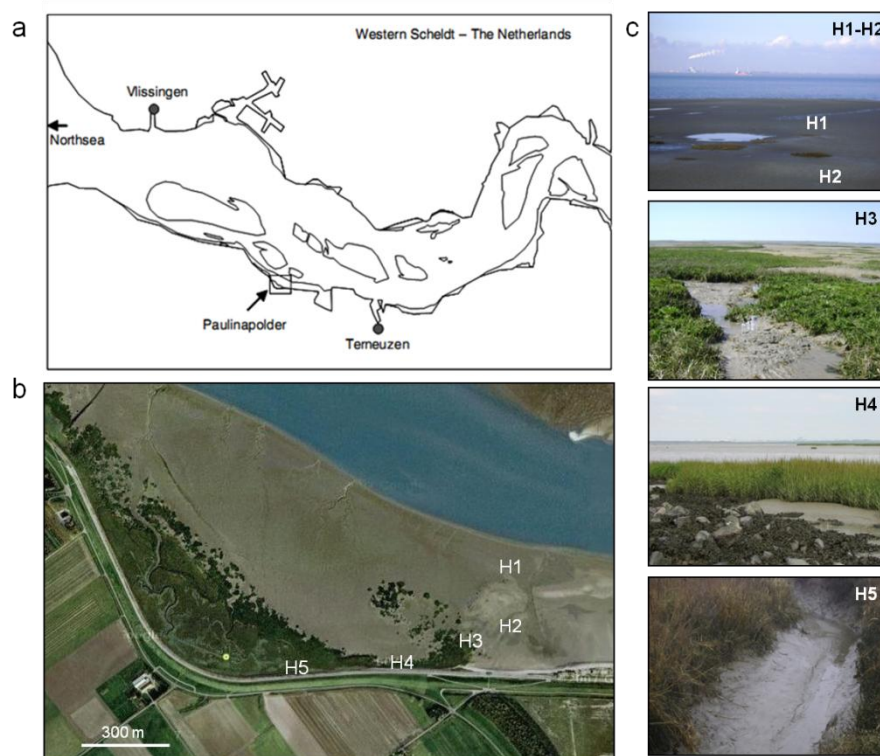 a
Western Scheldt – The Netherlands
Vlissingen
Northsea
Paulinapolder
Terneuzen
b
H1
H2
H3
H4
H5
300 m
c
H1-H2
H1
H2
H3
H4
H5